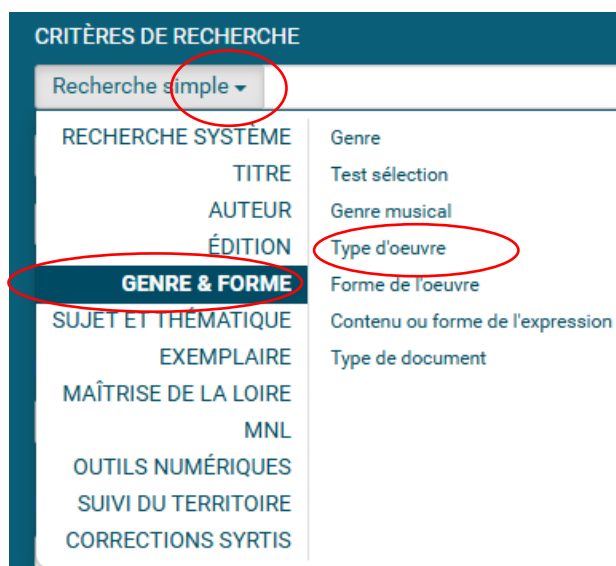 CRITÈRES DE RECHERCHE
Recherche simple
RECHERCHE SYSTÈME
TITRE
AUTEUR
ÉDITION
GENRE & FORME
SUJET ET THÉMATIQUE
EXEMPLAIRE
MAÎTRISE DE LA LOIRE
MNL
OUTILS NUMÉRIQUES
SUIVI DU TERRITOIRE
CORRECTIONS SYRTIS
Genre
Test sélection
Genre musical
Type d'oeuvre
Forme de l'oeuvre
Contenu ou forme de l'expression
Type de document